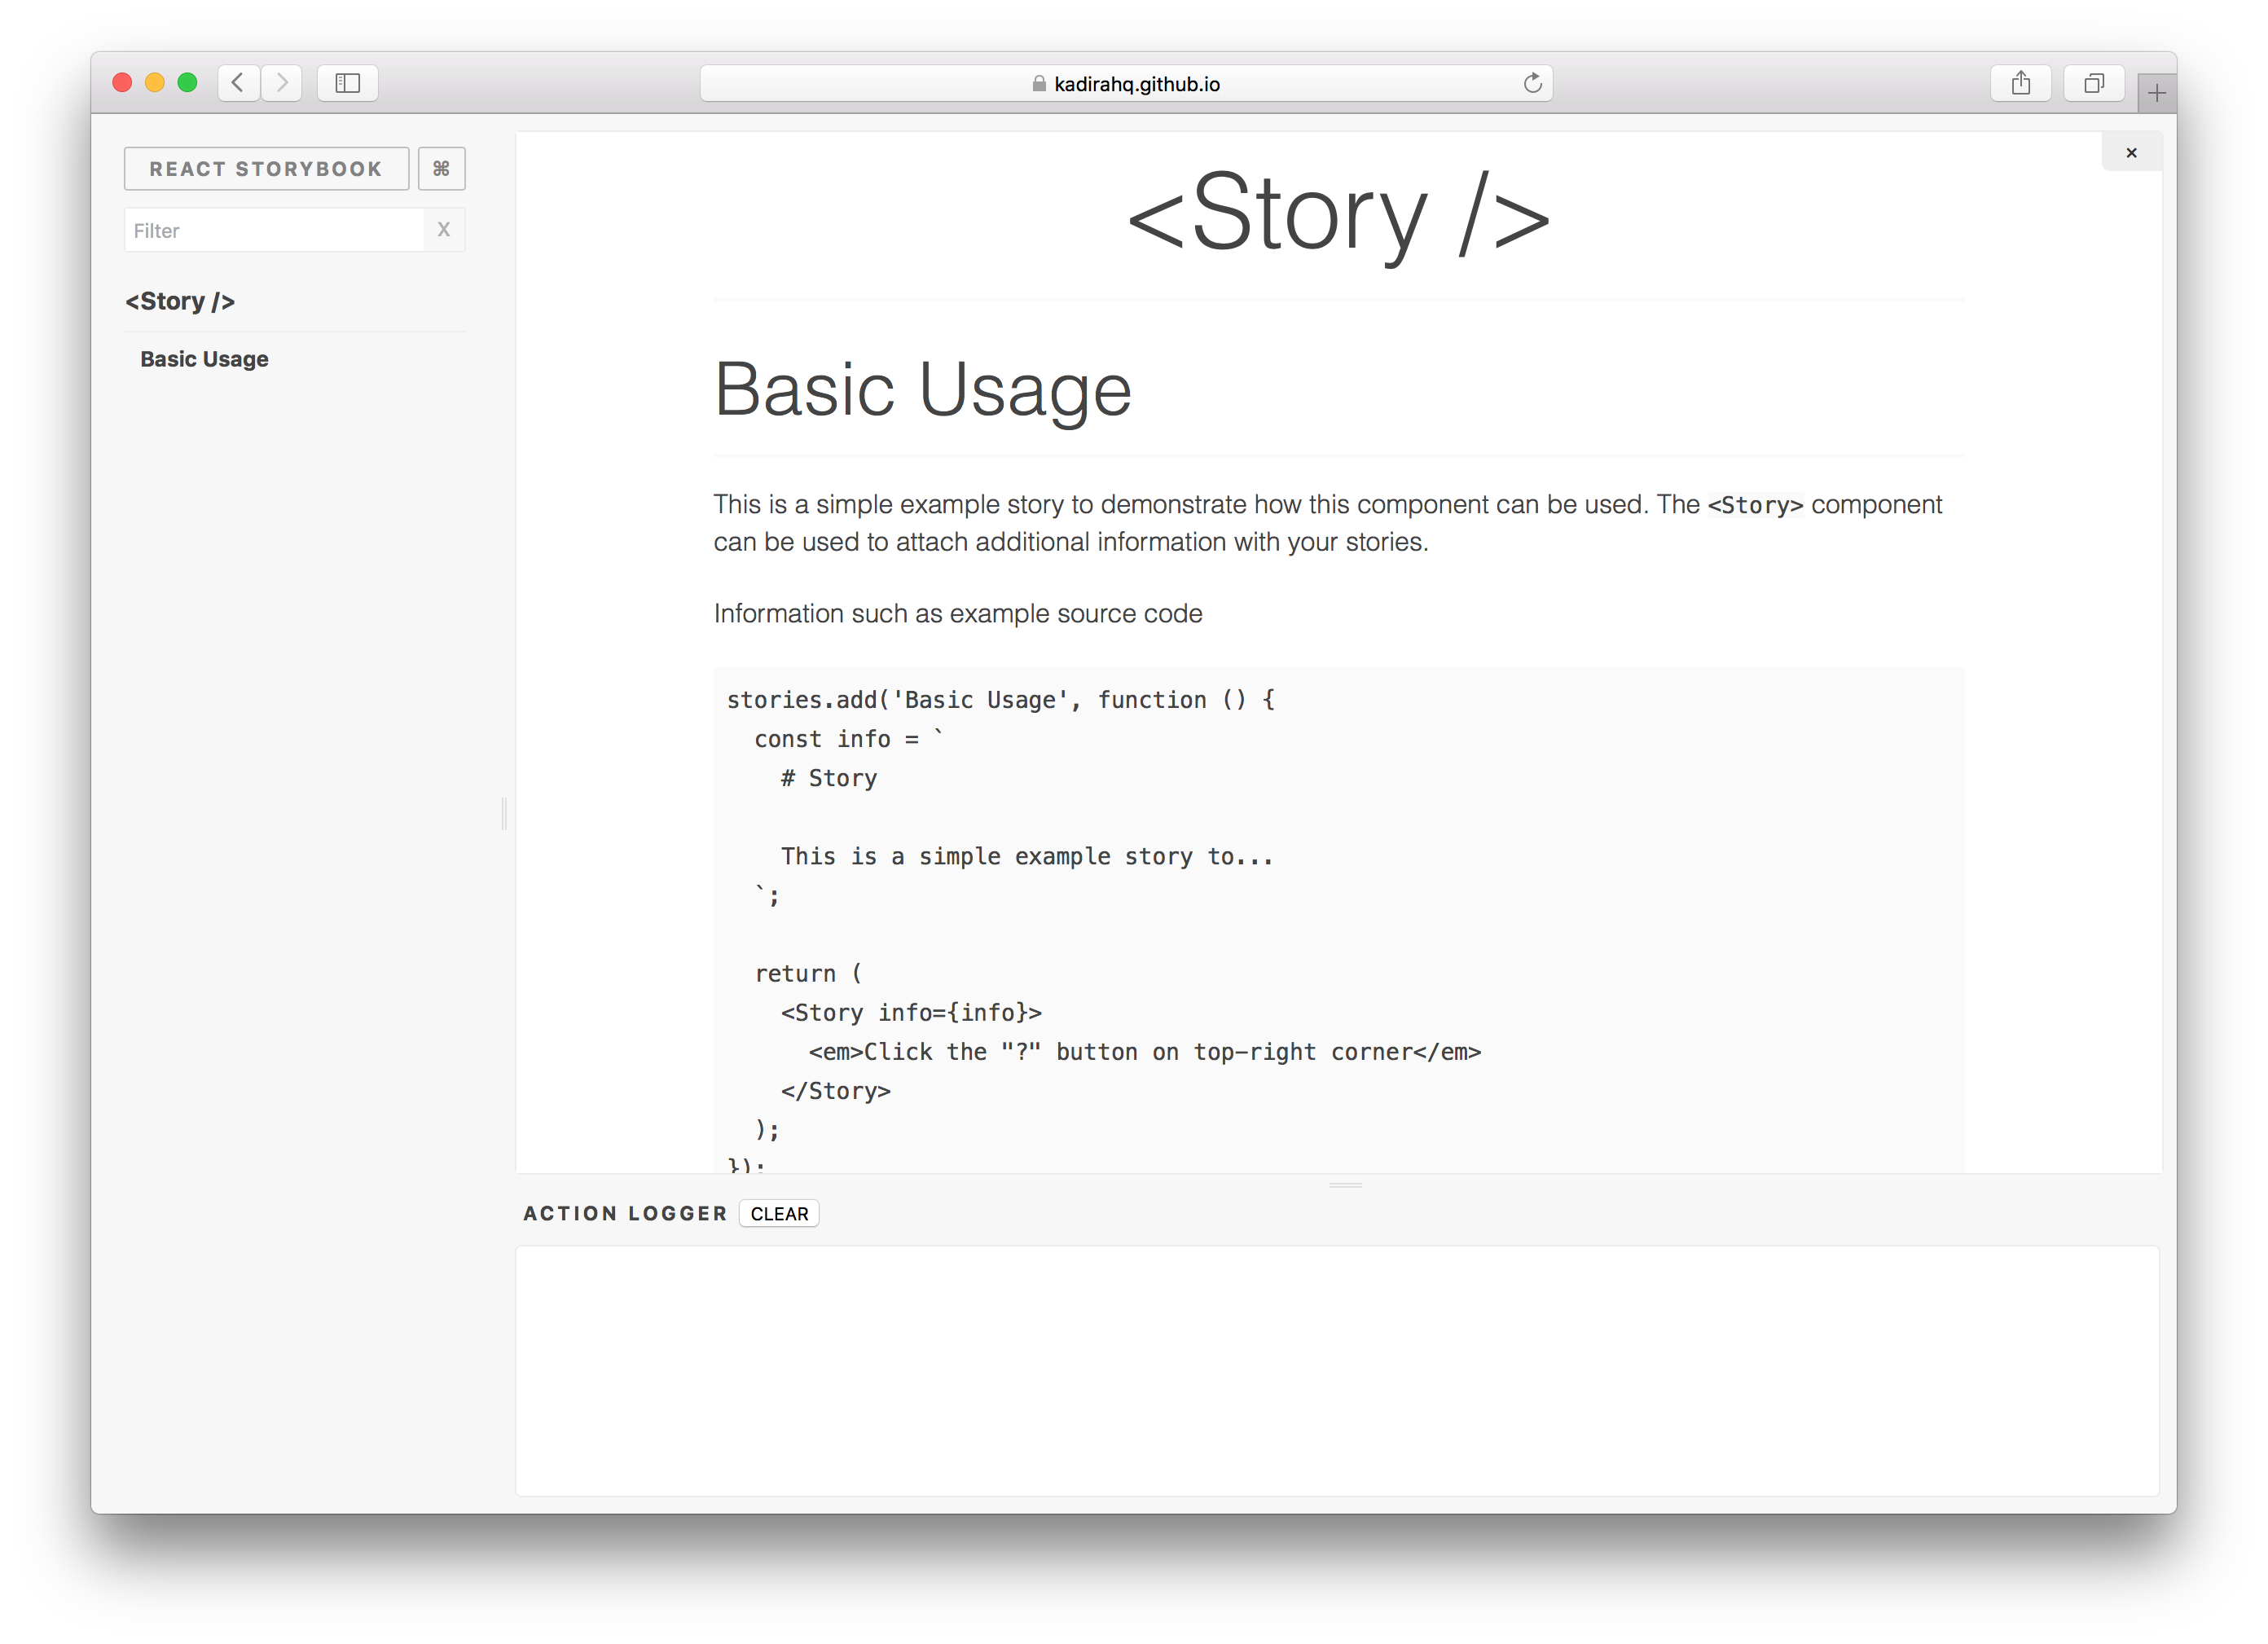 kadirahq.github.io
REACT STORYBOOK ⌘
Filter X
<Story />
Basic Usage
×
<Story />
Basic Usage
This is a simple example story to demonstrate how this component can be used. The <Story> component
can be used to attach additional information with your stories.
Information such as example source code
stories.add('Basic Usage', function () {
  const info = `
    # Story
    This is a simple example story to...
  `;
  return (
    <Story info={info}>
      <em>Click the "?" button on top-right corner</em>
    </Story>
  );
});
ACTION LOGGER CLEAR